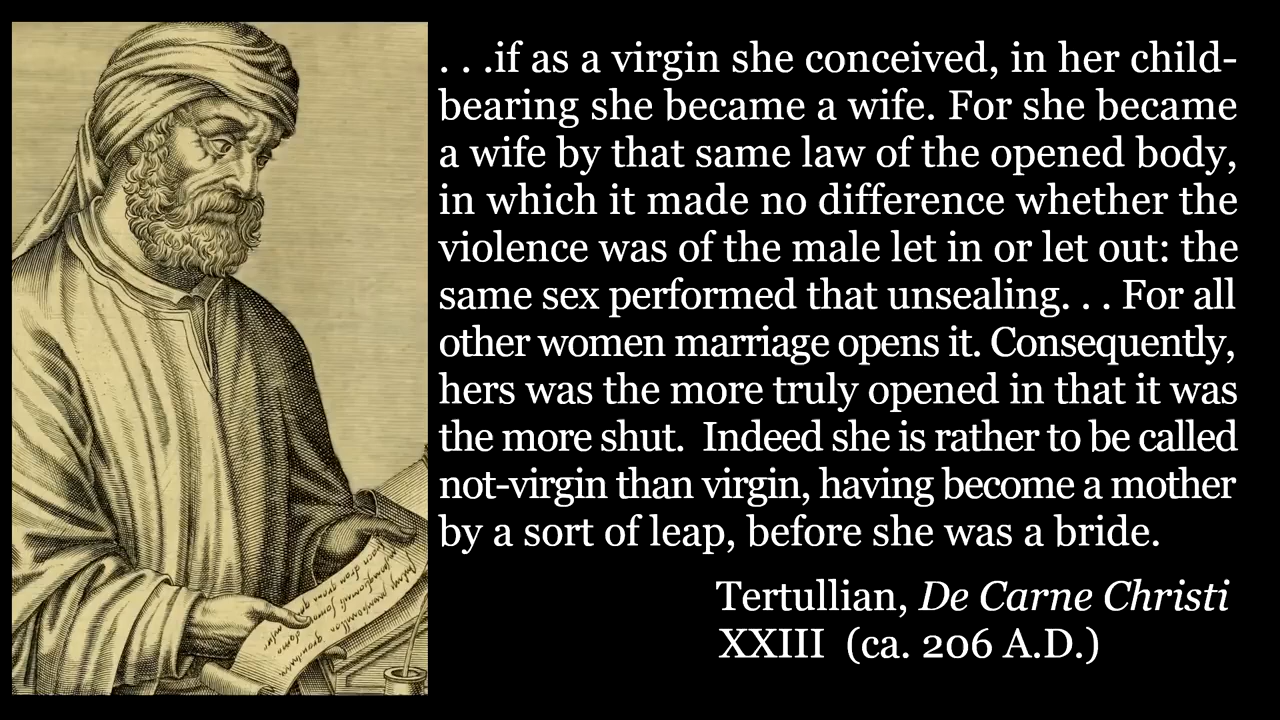 . . .if as a virgin she conceived, in her child-
bearing she became a wife. For she became
a wife by that same law of the opened body,
in which it made no difference whether the
violence was of the male let in or let out: the
same sex performed that unsealing. . . For all
other women marriage opens it. Consequently,
hers was the more truly opened in that it was
the more shut.  Indeed she is rather to be called
not-virgin than virgin, having become a mother
by a sort of leap, before she was a bride.
Tertullian, De Carne Christi
XXIII  (ca. 206 A.D.)